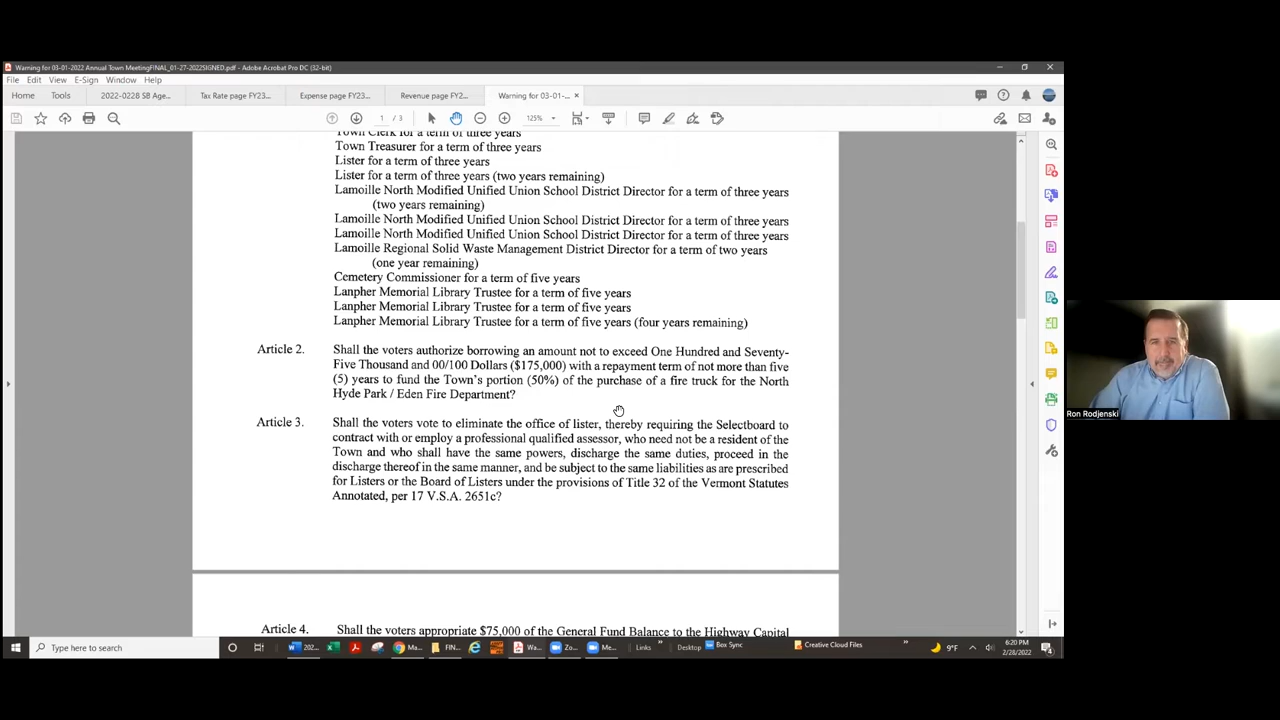 Warning for 03-01-2022 Annual Town MeetingFINAL_01-27-2022SIGNED.pdf - Adobe Acrobat Pro DC (32-bit)
File Edit View E-Sign Window Help
Home Tools 2022-0228 SB Age... Tax Rate page FY23... Expense page FY23... Revenue page FY2... Warning for 03-01-... ×
1 / 3 125%
Town Clerk for a term of three years
Town Treasurer for a term of three years
Lister for a term of three years
Lister for a term of three years (two years remaining)
Lamoille North Modified Unified Union School District Director for a term of three years
(two years remaining)
Lamoille North Modified Unified Union School District Director for a term of three years
Lamoille North Modified Unified Union School District Director for a term of three years
Lamoille Regional Solid Waste Management District Director for a term of two years
(one year remaining)
Cemetery Commissioner for a term of five years
Lanpher Memorial Library Trustee for a term of five years
Lanpher Memorial Library Trustee for a term of five years
Lanpher Memorial Library Trustee for a term of five years (four years remaining)
Article 2. Shall the voters authorize borrowing an amount not to exceed One Hundred and Seventy-
Five Thousand and 00/100 Dollars ($175,000) with a repayment term of not more than five
(5) years to fund the Town's portion (50%) of the purchase of a fire truck for the North
Hyde Park / Eden Fire Department?
Article 3. Shall the voters vote to eliminate the office of lister, thereby requiring the Selectboard to
contract with or employ a professional qualified assessor, who need not be a resident of the
Town and who shall have the same powers, discharge the same duties, proceed in the
discharge thereof in the same manner, and be subject to the same liabilities as are prescribed
for Listers or the Board of Listers under the provisions of Title 32 of the Vermont Statutes
Annotated, per 17 V.S.A. 2651c?
Article 4. Shall the voters appropriate $75,000 of the General Fund Balance to the Highway Capital
Ron Rodjenski
Type here to search 202... Ma... FIN... Wa... Zo... Me... Links Desktop Box Sync Creative Cloud Files » 9°F 6:20 PM
2/28/2022